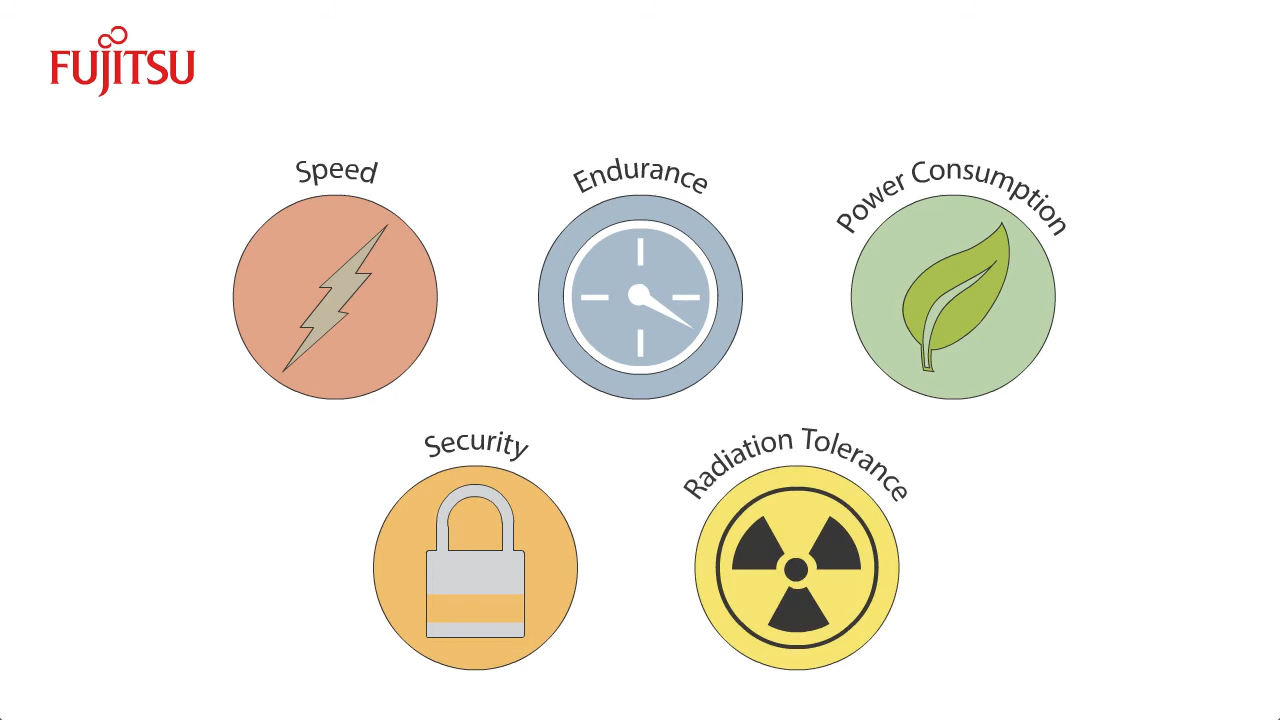 FUJITSU
Speed
Endurance
Power Consumption
Security
Radiation Tolerance